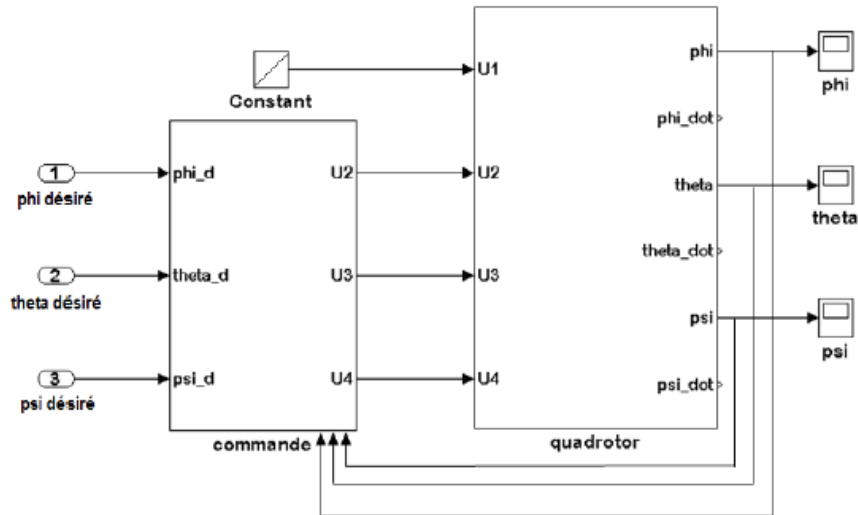 Constant
1
phi désiré
2
theta désiré
3
psi désiré
phi_d
theta_d
psi_d
U2
U3
U4
commande
U1
U2
U3
U4
phi
phi_dot
theta
theta_dot
psi
psi_dot
quadrotor
phi
theta
psi